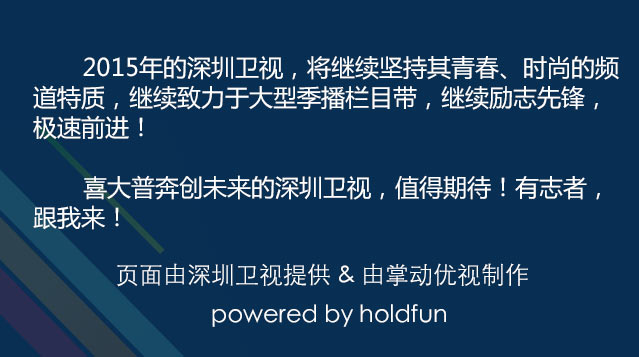 2015年的深圳卫视，将继续坚持其青春、时尚的频
道特质，继续致力于大型季播栏目带，继续励志先锋，
极速前进！
喜大普奔创未来的深圳卫视，值得期待！有志者，
跟我来！
页面由深圳卫视提供 & 由掌动优视制作
powered by holdfun